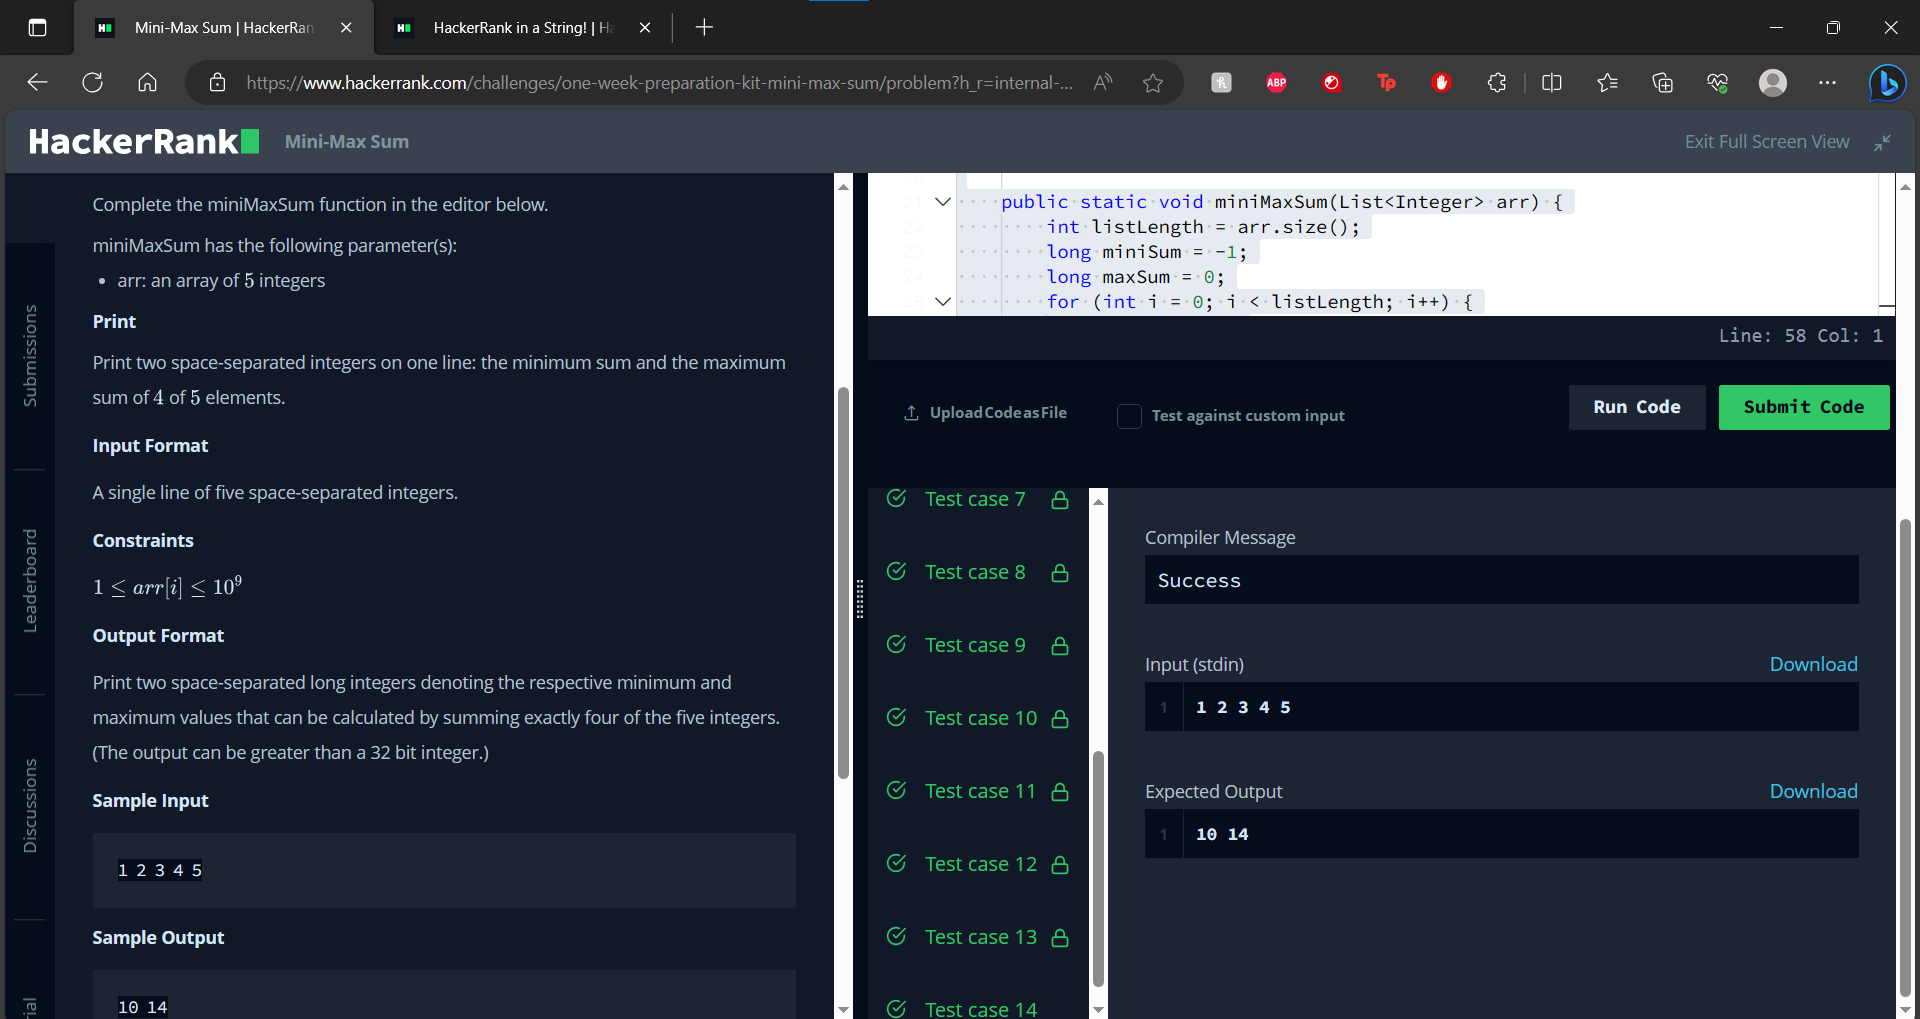 Mini-Max Sum | HackerRan
HackerRank in a String! | Ha
https://www.hackerrank.com/challenges/one-week-preparation-kit-mini-max-sum/problem?h_r=internal-...
ABP
Tp
HackerRank
Mini-Max Sum
Exit Full Screen View
Submissions
Leaderboard
Discussions
rial
Complete the miniMaxSum function in the editor below.
miniMaxSum has the following parameter(s):
• arr: an array of 5 integers
Print
Print two space-separated integers on one line: the minimum sum and the maximum
sum of 4 of 5 elements.
Input Format
A single line of five space-separated integers.
Constraints
1 ≤ arr[i] ≤ 10⁹
Output Format
Print two space-separated long integers denoting the respective minimum and
maximum values that can be calculated by summing exactly four of the five integers.
(The output can be greater than a 32 bit integer.)
Sample Input
1 2 3 4 5
Sample Output
10 14
21 public static void miniMaxSum(List<Integer> arr) {
22 int listLength = arr.size();
23 long miniSum = -1;
24 long maxSum = 0;
25 for (int i = 0; i < listLength; i++) {
Line: 58 Col: 1
Upload Code as File
Test against custom input
Run Code
Submit Code
Test case 7
Test case 8
Test case 9
Test case 10
Test case 11
Test case 12
Test case 13
Test case 14
Compiler Message
Success
Input (stdin)
Download
1 1 2 3 4 5
Expected Output
Download
1 10 14